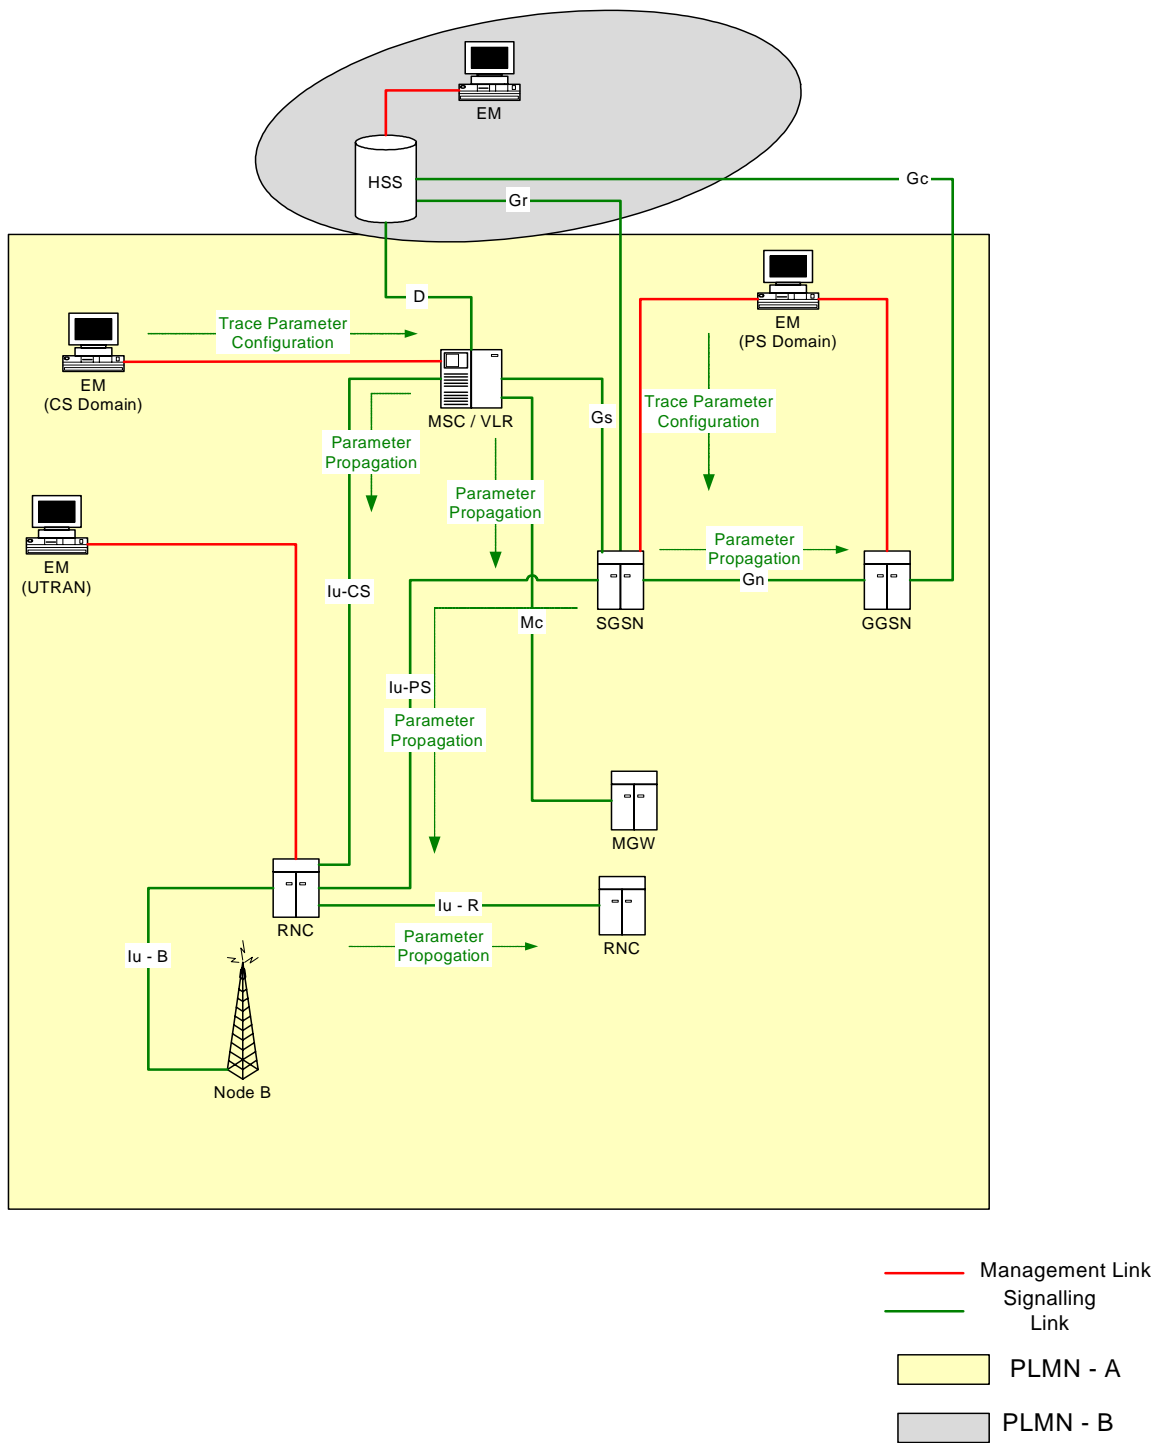 EM
HSS
Gc
Gr
D
Trace Parameter
Configuration
EM
(PS Domain)
EM
(CS Domain)
MSC / VLR
Gs
Trace Parameter
Configuration
Parameter
Propagation
Parameter
Propagation
EM
(UTRAN)
Parameter
Propagation
Iu-CS
Gn
Mc
SGSN
GGSN
Iu-PS
Parameter
Propagation
MGW
RNC
Iu - R
RNC
Parameter
Propogation
Iu - B
Node B
Management Link
Signalling
Link
PLMN - A
PLMN - B